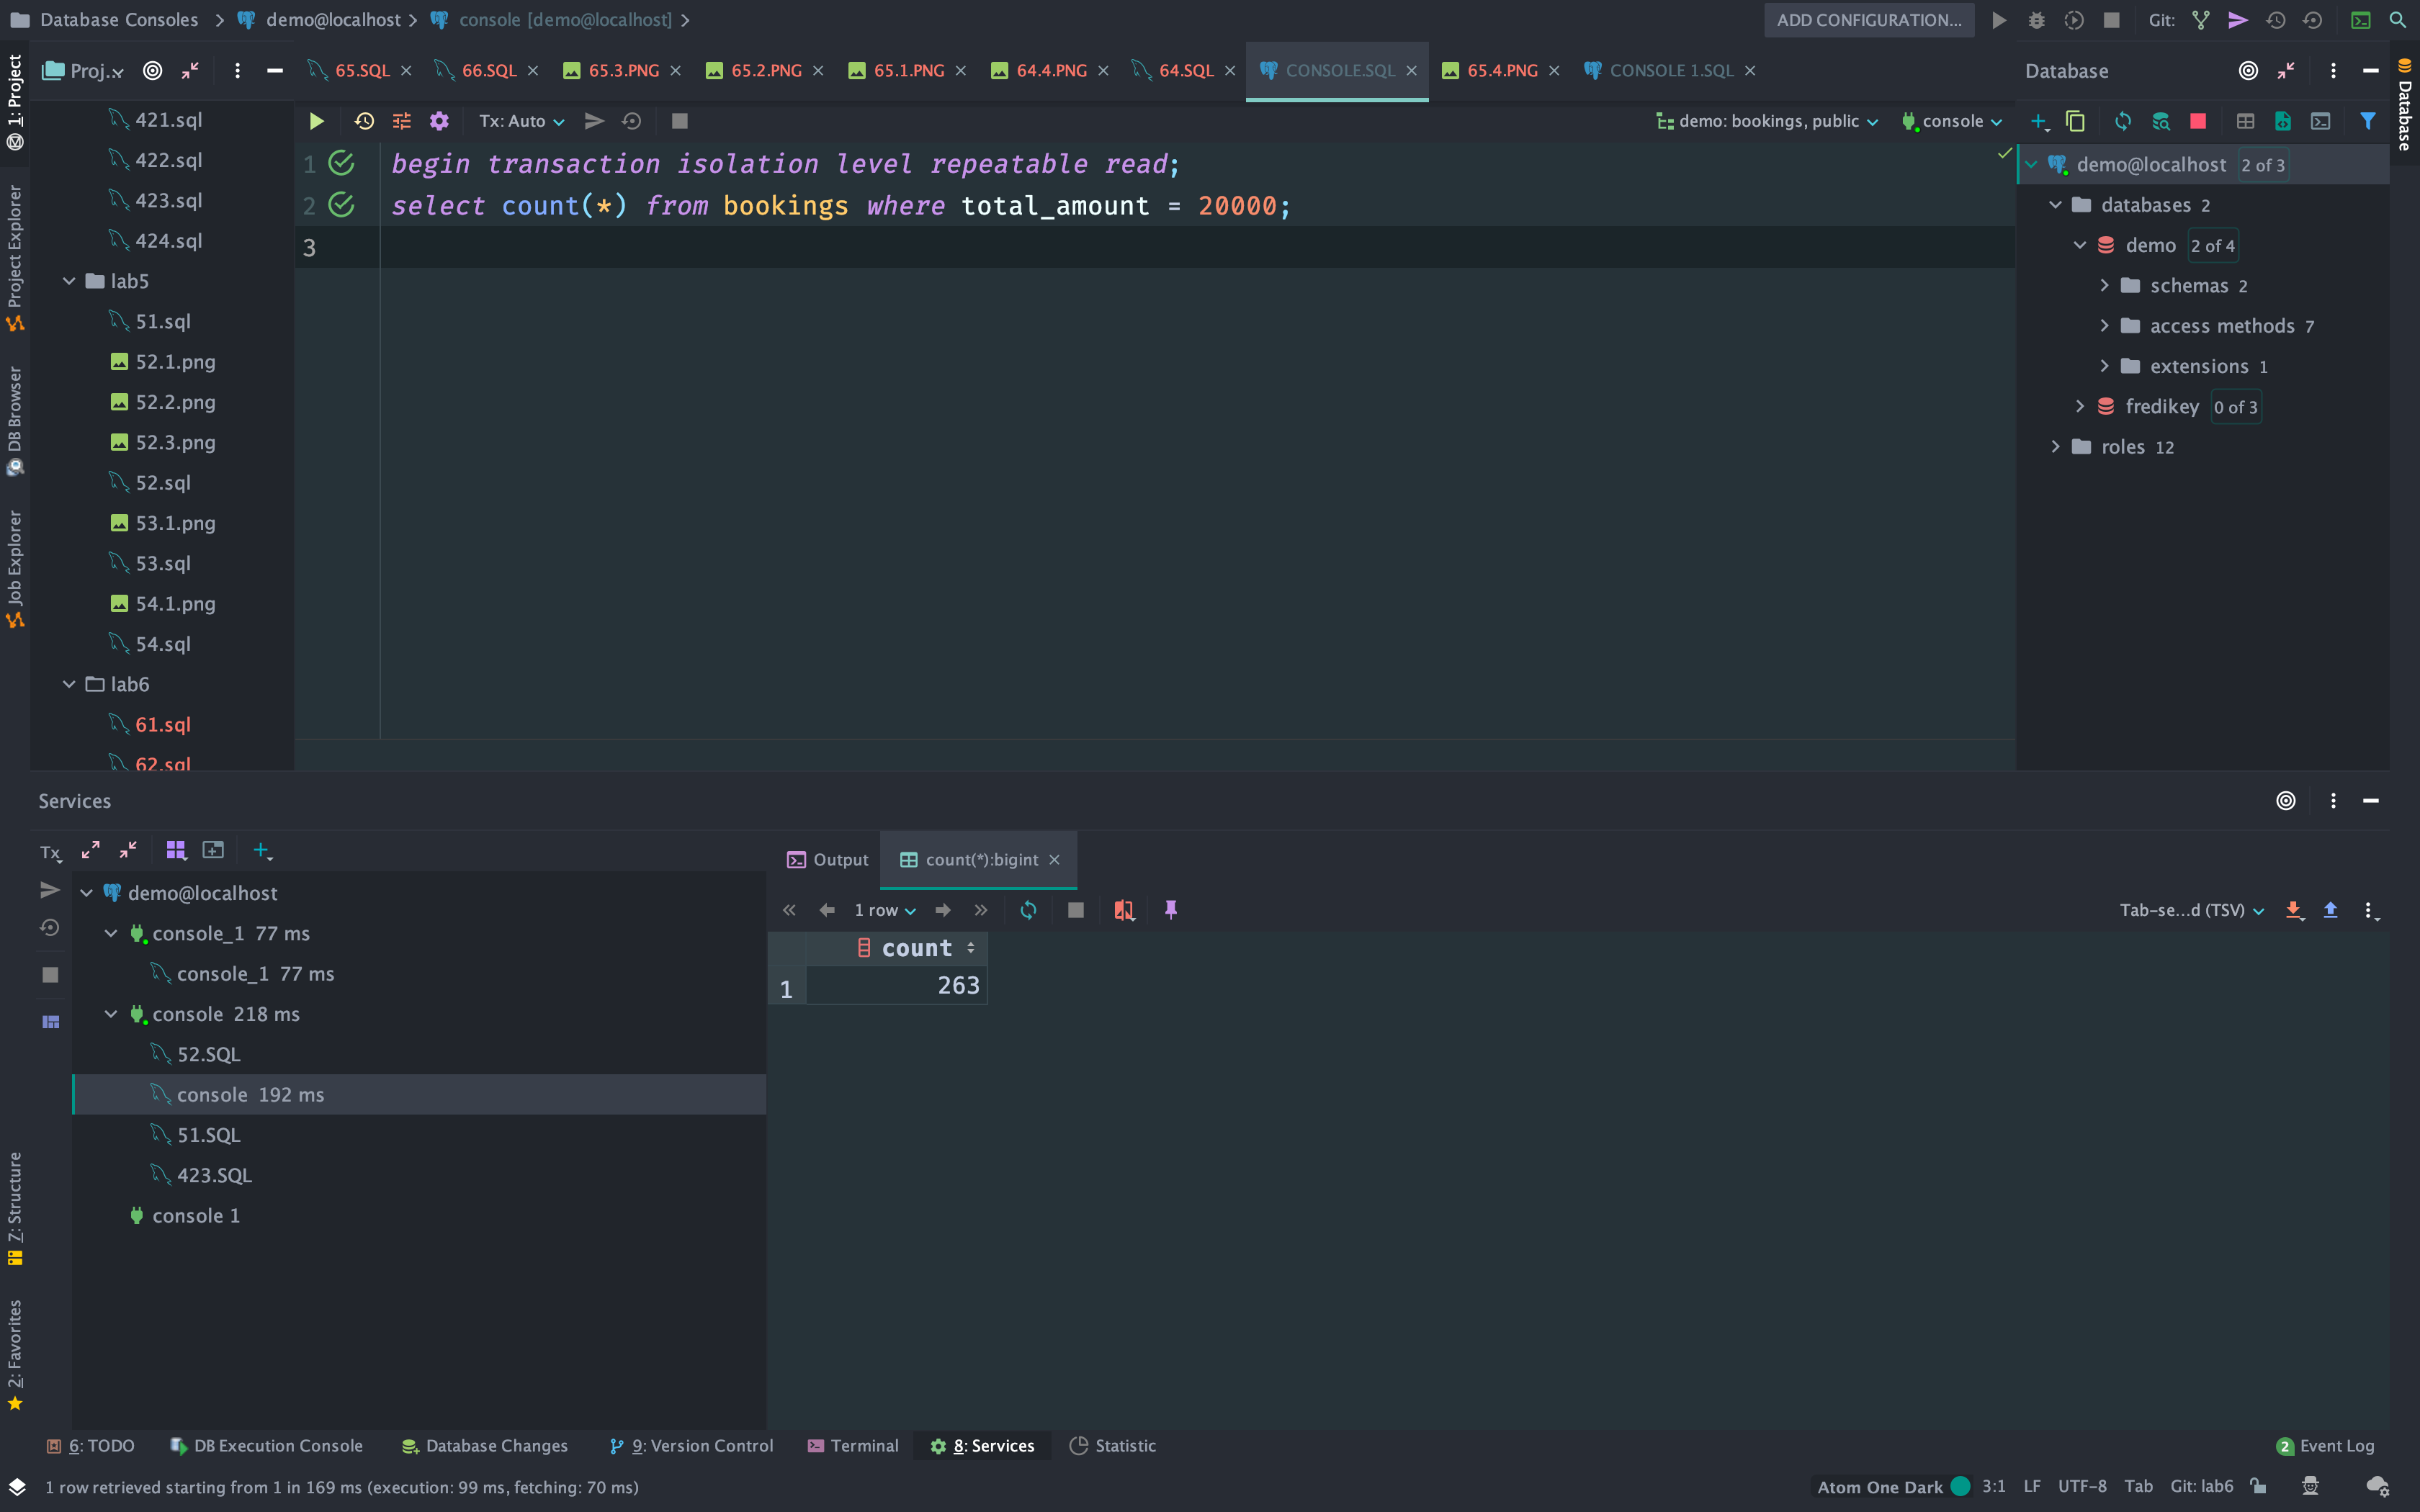 Database Consoles demo@localhost console [demo@localhost]
ADD CONFIGURATION... Git:
1: Project
Project Explorer
DB Browser
Job Explorer
7: Structure
2: Favorites
Proj..
65.SQL 66.SQL 65.3.PNG 65.2.PNG 65.1.PNG 64.4.PNG 64.SQL CONSOLE.SQL 65.4.PNG CONSOLE 1.SQL
Database
Database
421.sql
422.sql
423.sql
424.sql
lab5
51.sql
52.1.png
52.2.png
52.3.png
52.sql
53.1.png
53.sql
54.1.png
54.sql
lab6
61.sql
62.sql
Tx: Auto
demo: bookings, public console
1 begin transaction isolation level repeatable read;
2 select count(*) from bookings where total_amount = 20000;
3
demo@localhost 2 of 3
databases 2
demo 2 of 4
schemas 2
access methods 7
extensions 1
fredikey 0 of 3
roles 12
Services
Tx
demo@localhost
console_1 77 ms
console_1 77 ms
console 218 ms
52.SQL
console 192 ms
51.SQL
423.SQL
console 1
Output count(*):bigint
1 row
Tab-se...d (TSV)
count
1 263
6: TODO DB Execution Console Database Changes 9: Version Control Terminal 8: Services Statistic
2 Event Log
1 row retrieved starting from 1 in 169 ms (execution: 99 ms, fetching: 70 ms)
Atom One Dark 3:1 LF UTF-8 Tab Git: lab6